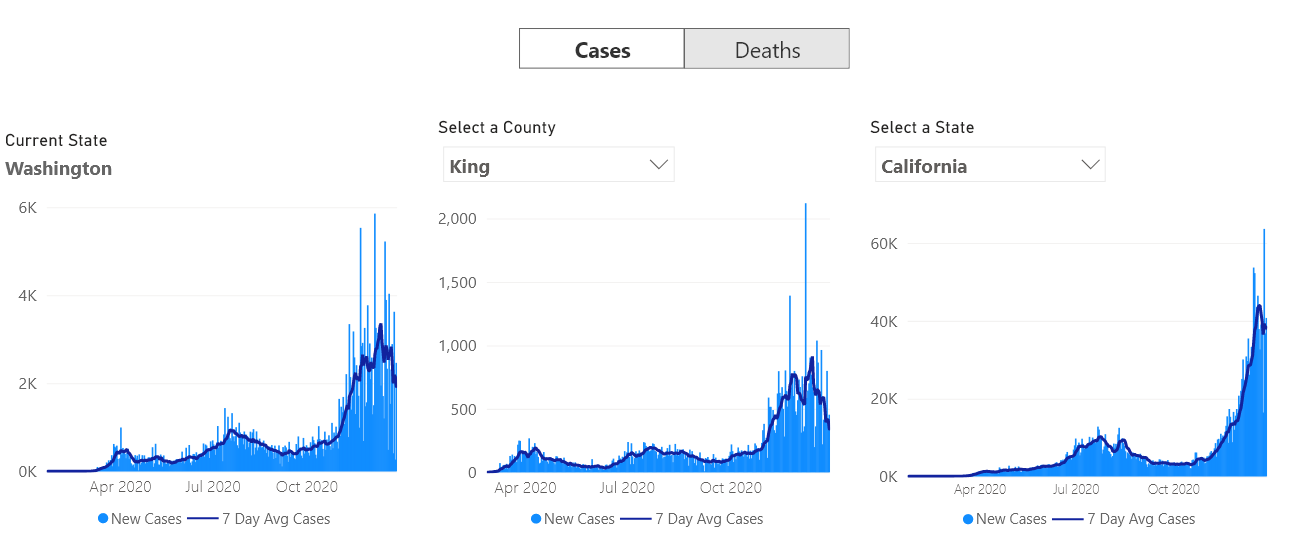 Cases Deaths
Current State
Washington
6K
4K
2K
0K
Apr 2020 Jul 2020 Oct 2020
New Cases 7 Day Avg Cases
Select a County
King
2,000
1,500
1,000
500
0
Apr 2020 Jul 2020 Oct 2020
New Cases 7 Day Avg Cases
Select a State
California
60K
40K
20K
0K
Apr 2020 Jul 2020 Oct 2020
New Cases 7 Day Avg Cases